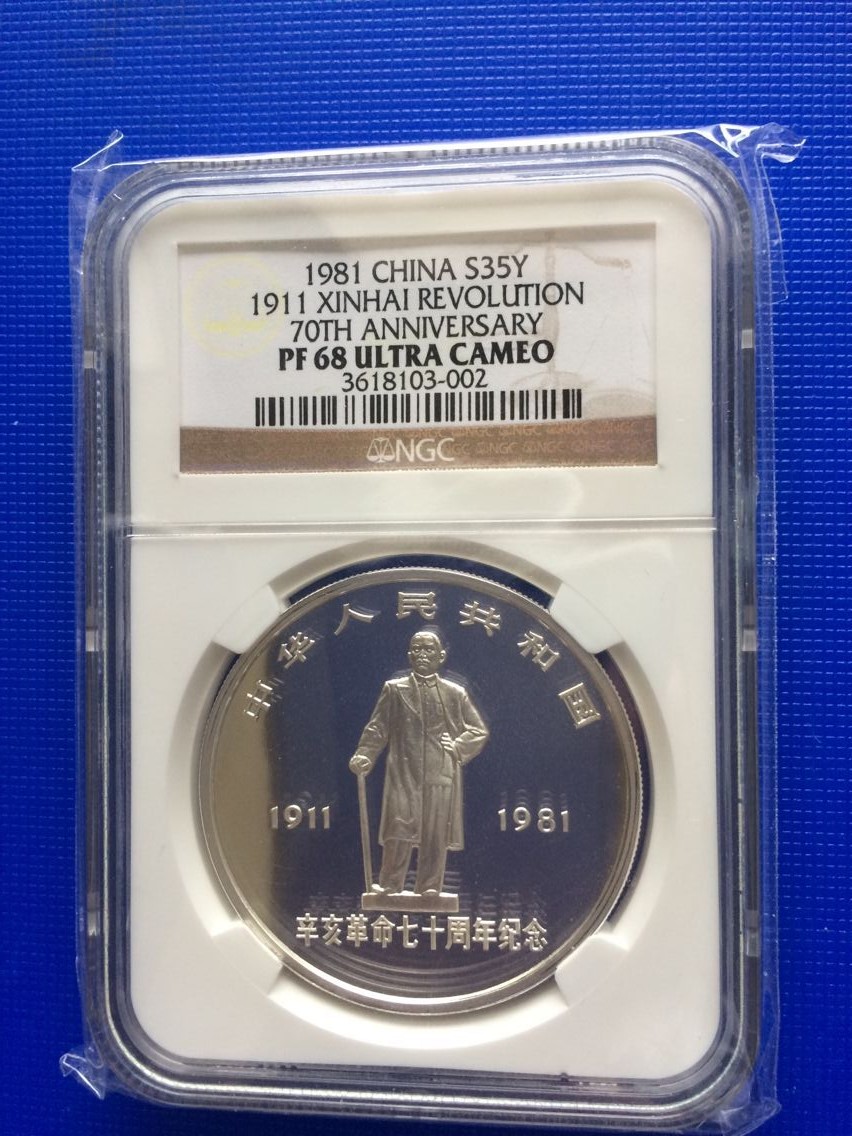 1981 CHINA S35Y
1911 XINHAI REVOLUTION
70TH ANNIVERSARY
PF 68 ULTRA CAMEO
3618103-002
NGC
中华人民共和国
1911 1981
辛亥革命七十周年纪念